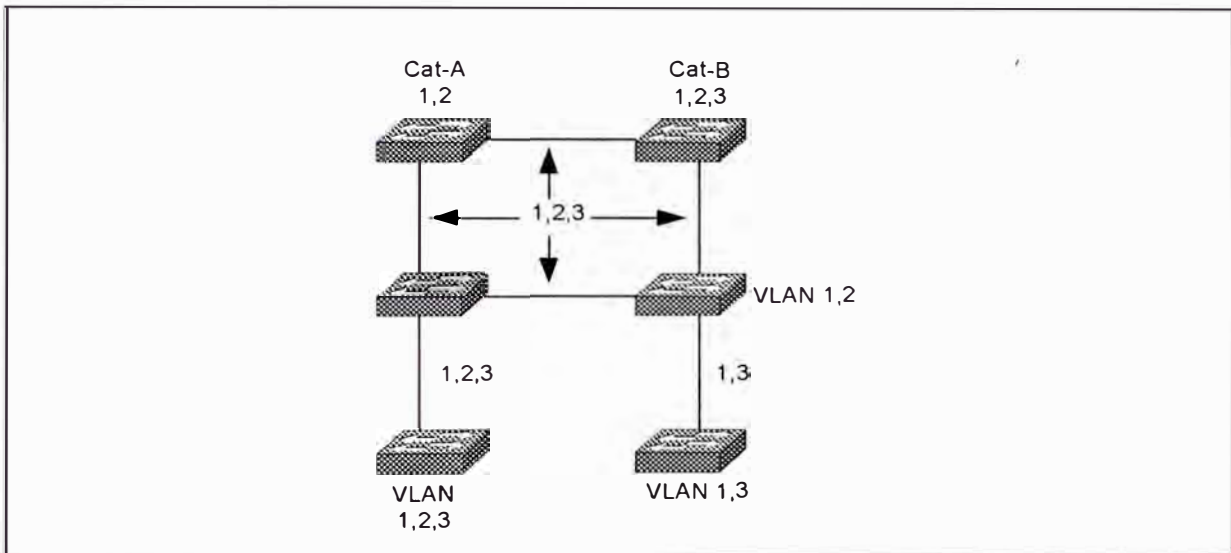 Cat-A
1,2
Cat-B
1,2,3
1,2,3
VLAN 1,2
1,2,3
1,3
VLAN
1,2,3
VLAN 1,3